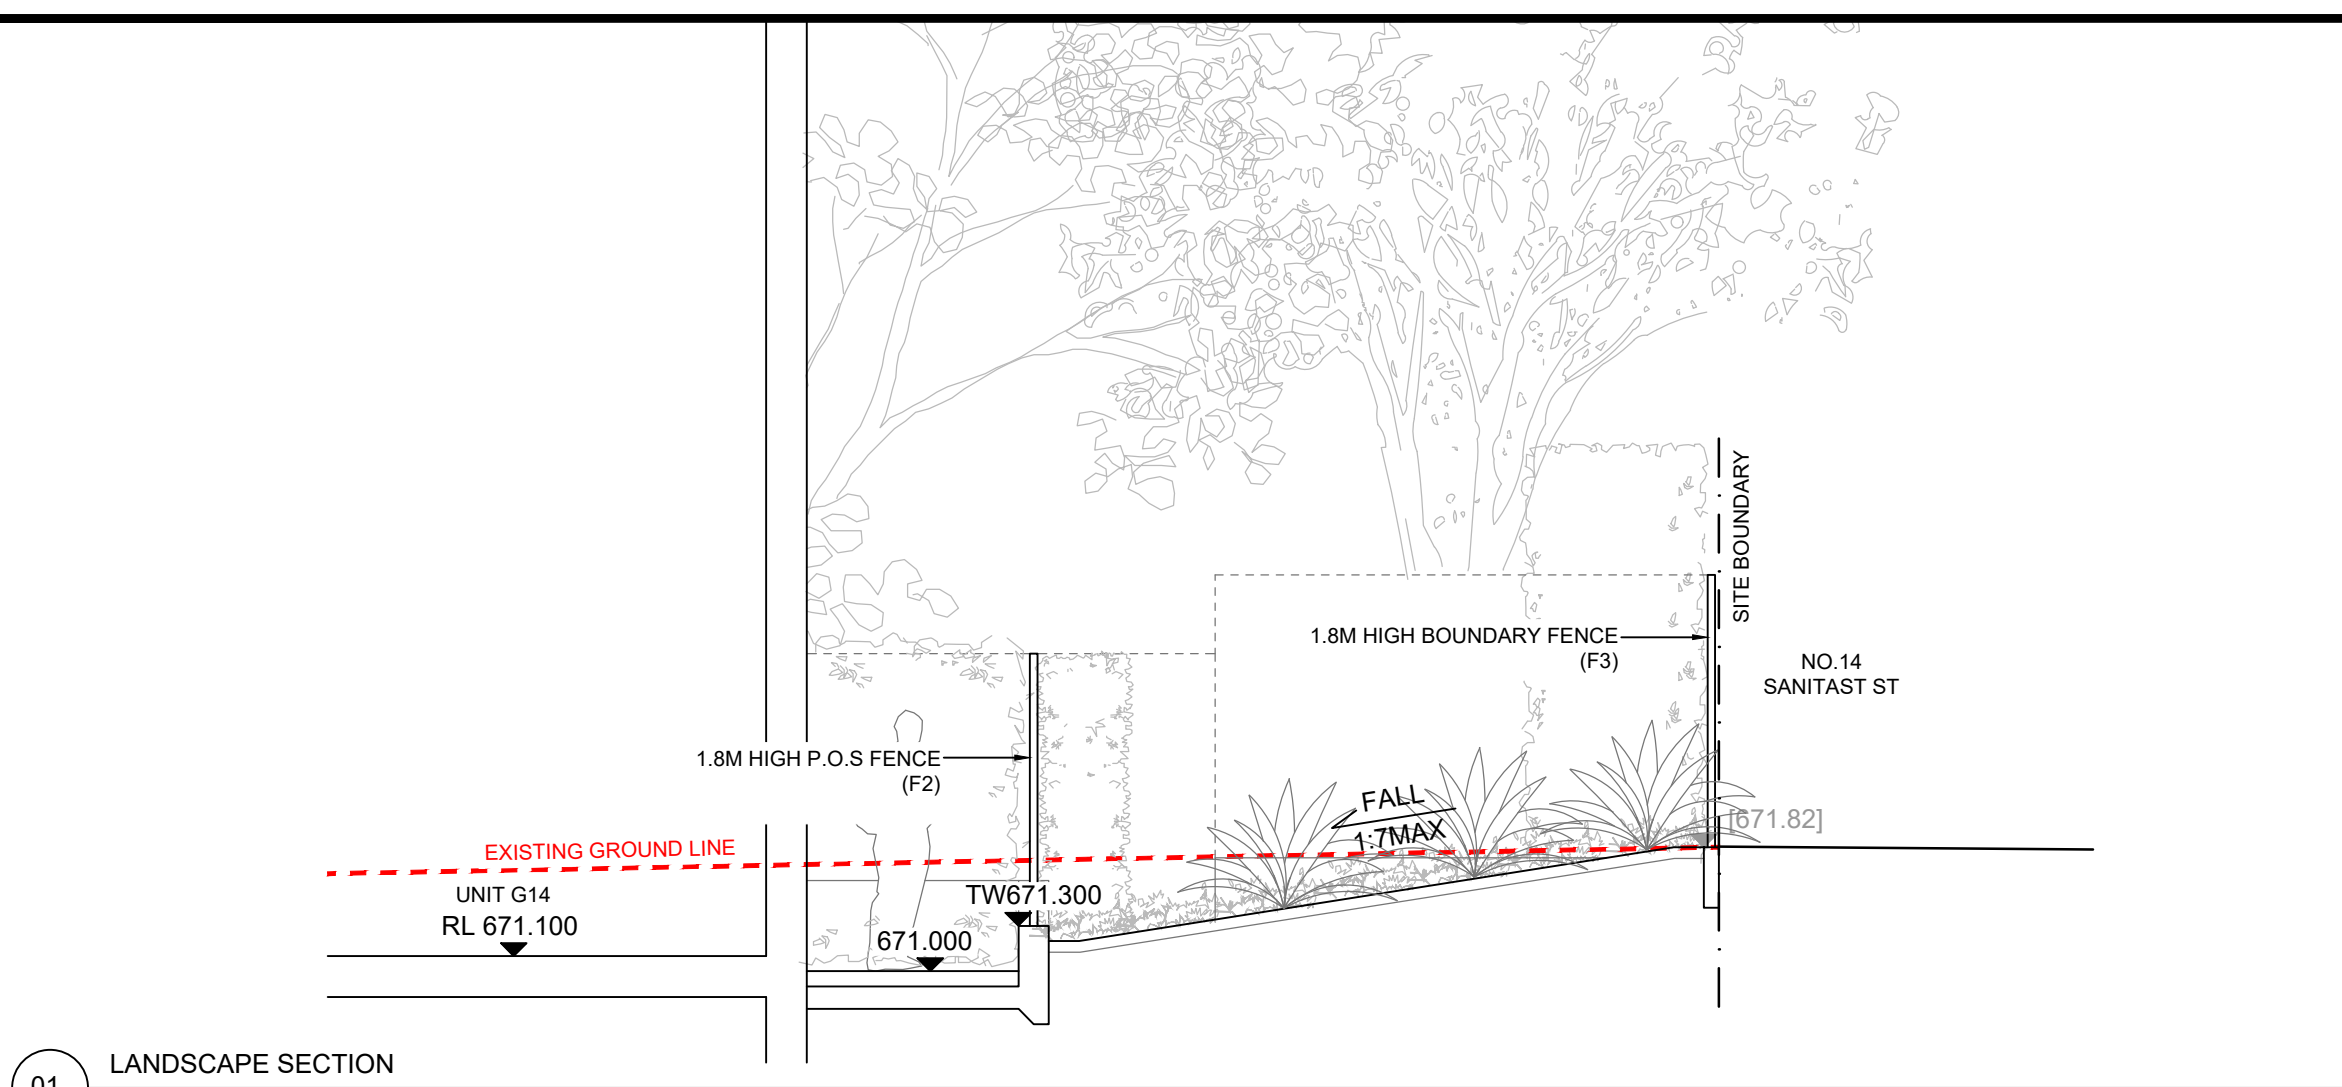 SITE BOUNDARY
1.8M HIGH BOUNDARY FENCE
(F3)
NO.14
SANITAST ST
1.8M HIGH P.O.S FENCE
(F2)
FALL
1:7MAX
[671.82]
EXISTING GROUND LINE
UNIT G14
RL 671.100
TW671.300
671.000
01
LANDSCAPE SECTION